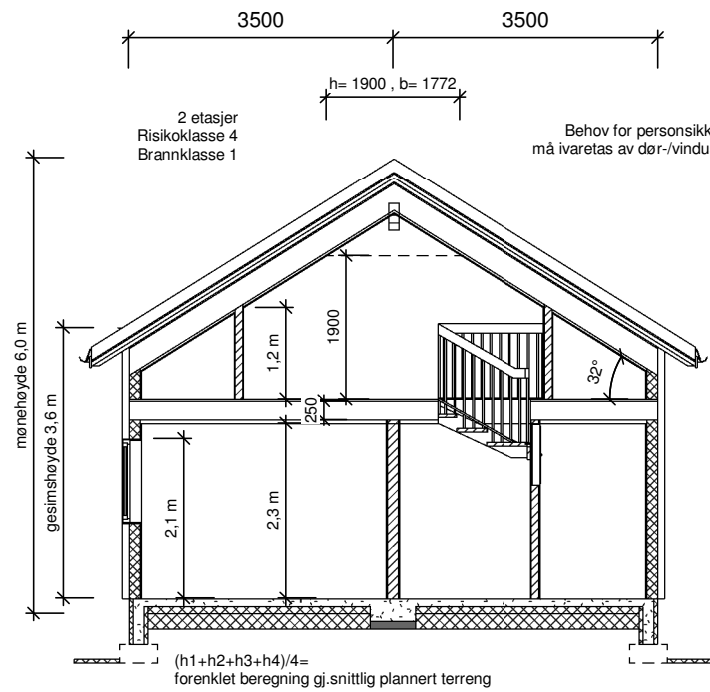 3500
3500
h= 1900 , b= 1772
2 etasjer
Risikoklasse 4
Brannklasse 1
Behov for personsikk
må ivaretas av dør-/vindu
mønehøyde 6,0 m
gesimshøyde 3,6 m
1,2 m
1900
32°
250
2,1 m
2,3 m
(h1+h2+h3+h4)/4=
forenklet beregning gj.snittlig plannert terreng